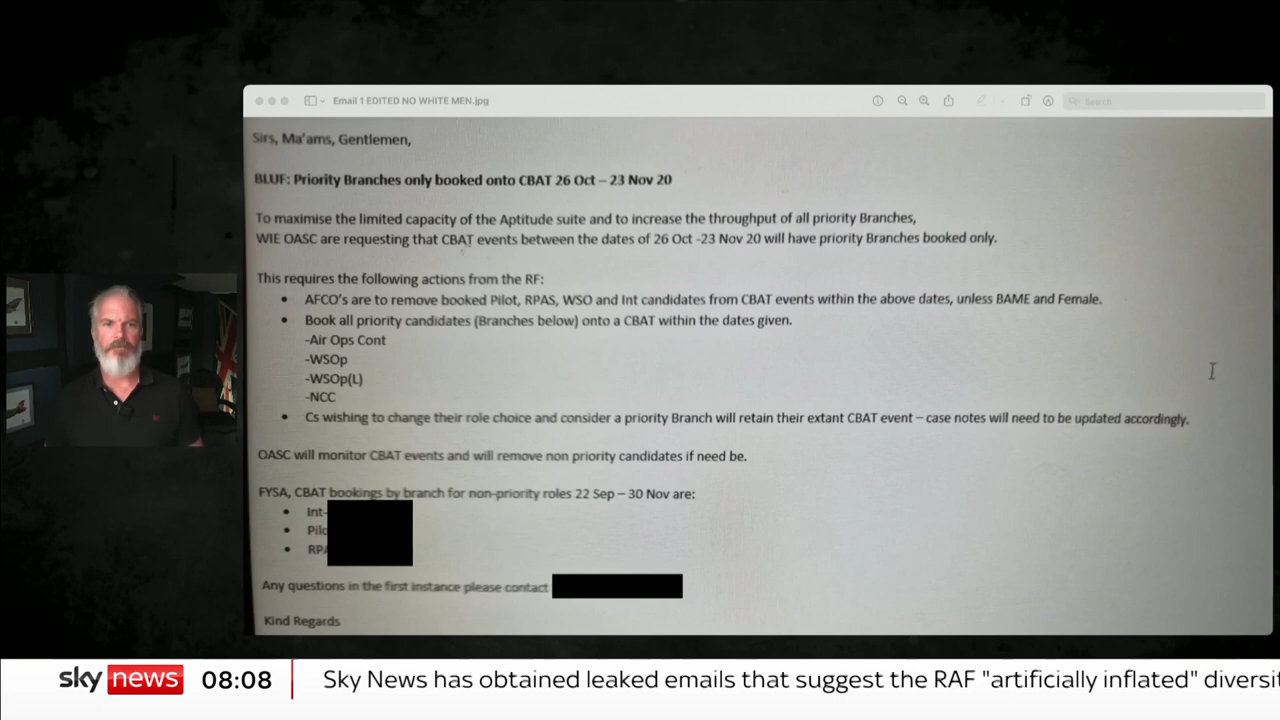 Email 1 EDITED NO WHITE MEN.jpg
Search
Sirs, Ma'ams, Gentlemen,
BLUF: Priority Branches only booked onto CBAT 26 Oct – 23 Nov 20
To maximise the limited capacity of the Aptitude suite and to increase the throughput of all priority Branches,
WIE OASC are requesting that CBAT events between the dates of 26 Oct -23 Nov 20 will have priority Branches booked only.
This requires the following actions from the RF:
• AFCO's are to remove booked Pilot, RPAS, WSO and Int candidates from CBAT events within the above dates, unless BAME and Female.
• Book all priority candidates (Branches below) onto a CBAT within the dates given.
-Air Ops Cont
-WSOp
-WSOp(L)
-NCC
• Cs wishing to change their role choice and consider a priority Branch will retain their extant CBAT event – case notes will need to be updated accordingly.
OASC will monitor CBAT events and will remove non priority candidates if need be.
FYSA, CBAT bookings by branch for non-priority roles 22 Sep – 30 Nov are:
• Int-
• Pilo
• RPA
Any questions in the first instance please contact
Kind Regards
sky news 08:08 Sky News has obtained leaked emails that suggest the RAF "artificially inflated" diversit